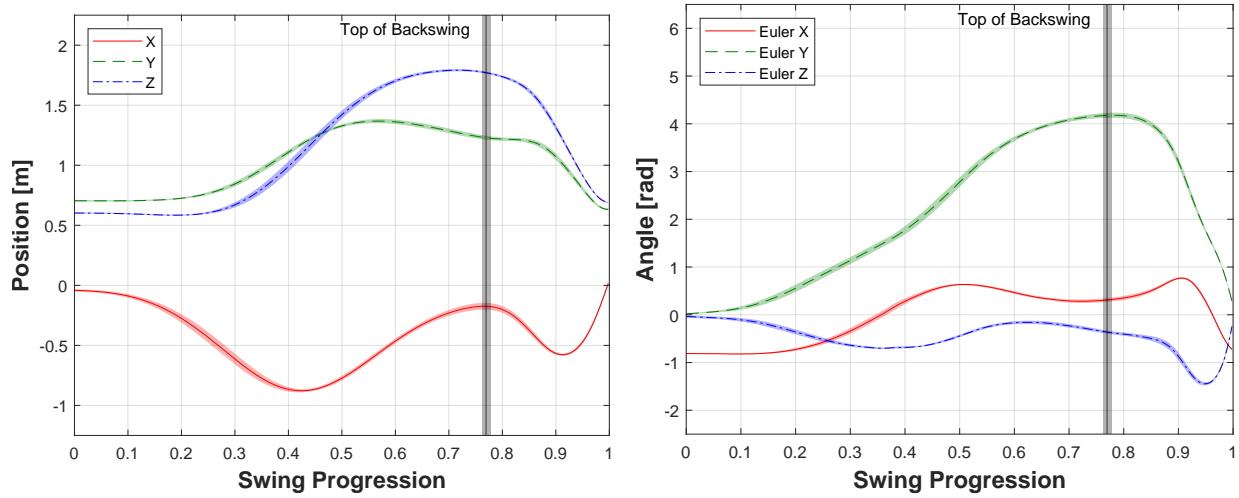 Top of Backswing
X
Y
Z
2
1.5
1
0.5
0
-0.5
-1
Position [m]
0 0.1 0.2 0.3 0.4 0.5 0.6 0.7 0.8 0.9 1
Swing Progression
Top of Backswing
Euler X
Euler Y
Euler Z
6
5
4
3
2
1
0
-1
-2
Angle [rad]
0 0.1 0.2 0.3 0.4 0.5 0.6 0.7 0.8 0.9 1
Swing Progression